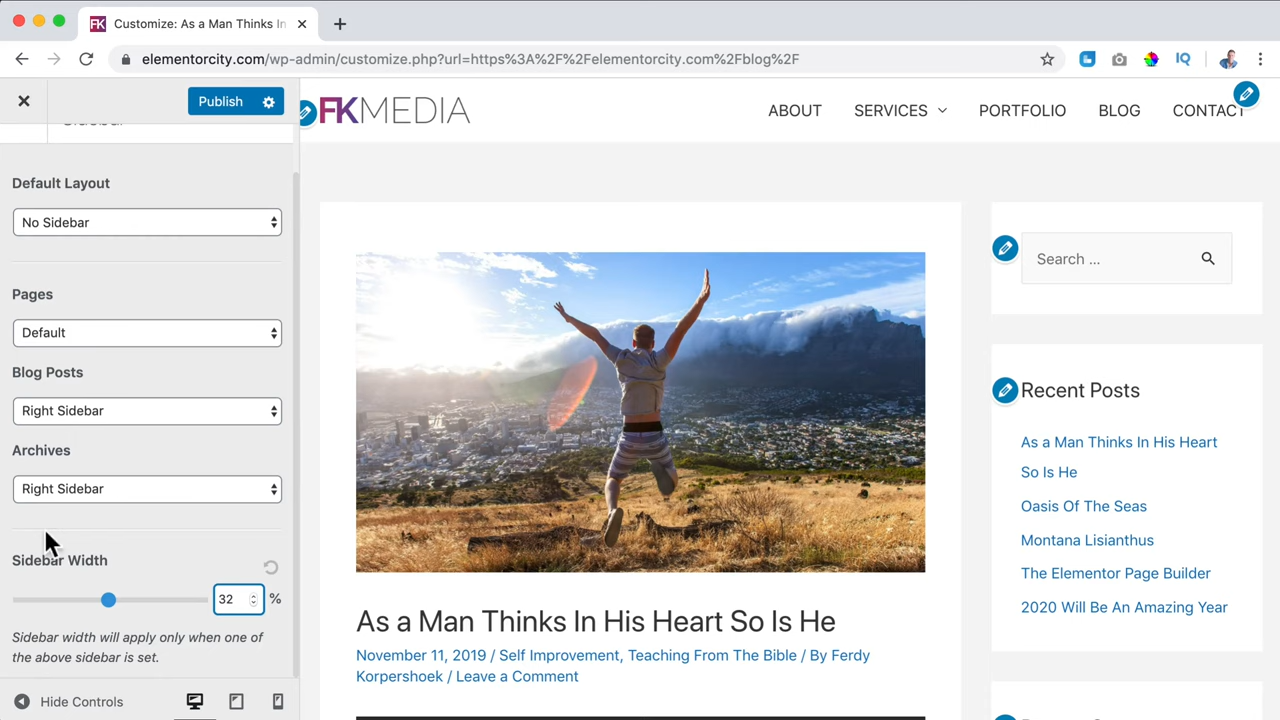 FK Customize: As a Man Thinks In
elementorcity.com/wp-admin/customize.php?url=https%3A%2F%2Felementorcity.com%2Fblog%2F
IQ
Publish
Sidebar
Default Layout
No Sidebar
Pages
Default
Blog Posts
Right Sidebar
Archives
Right Sidebar
Sidebar Width
32 %
Sidebar width will apply only when one of
the above sidebar is set.
Hide Controls
FKMEDIA
ABOUT SERVICES PORTFOLIO BLOG CONTACT
As a Man Thinks In His Heart So Is He
November 11, 2019 / Self Improvement, Teaching From The Bible / By Ferdy
Korpershoek / Leave a Comment
Search ...
Recent Posts
As a Man Thinks In His Heart
So Is He
Oasis Of The Seas
Montana Lisianthus
The Elementor Page Builder
2020 Will Be An Amazing Year